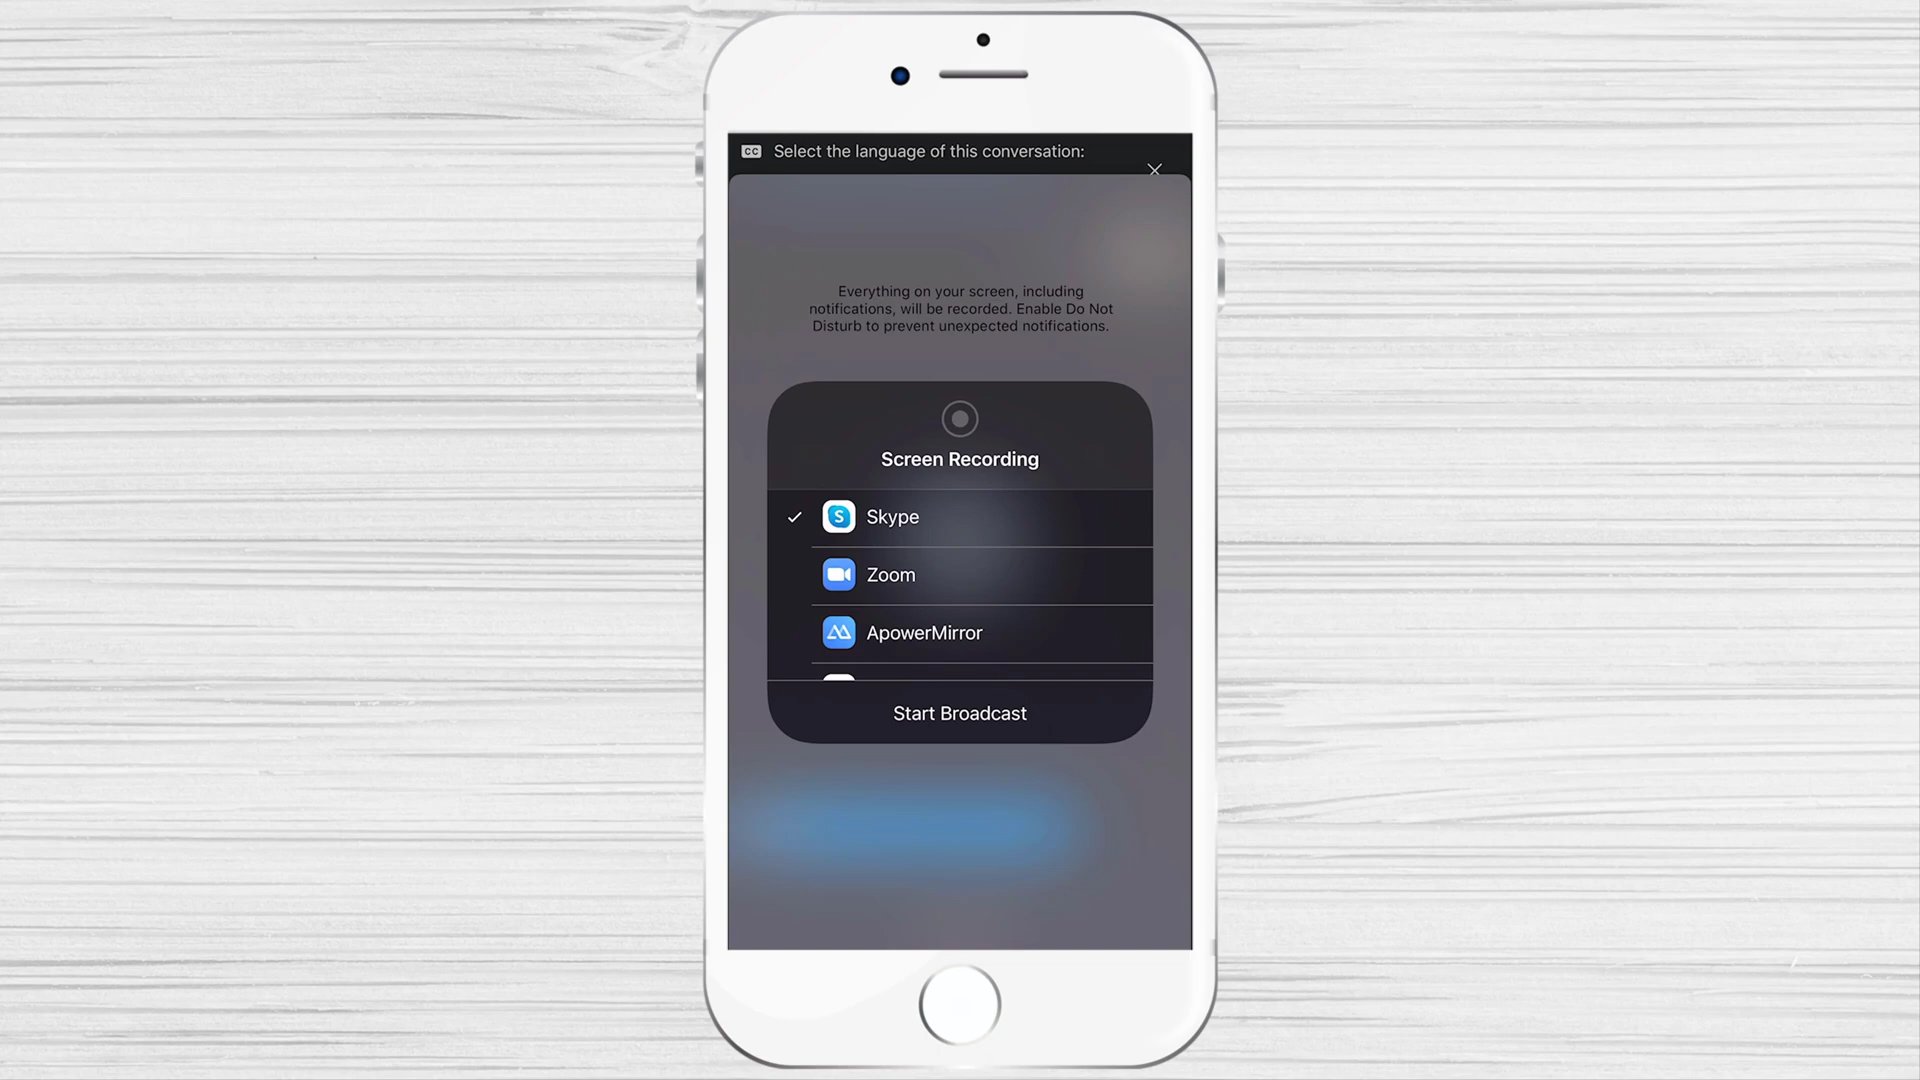 CC Select the language of this conversation:
Everything on your screen, including
notifications, will be recorded. Enable Do Not
Disturb to prevent unexpected notifications.
Screen Recording
S Skype
Zoom
ApowerMirror
Start Broadcast